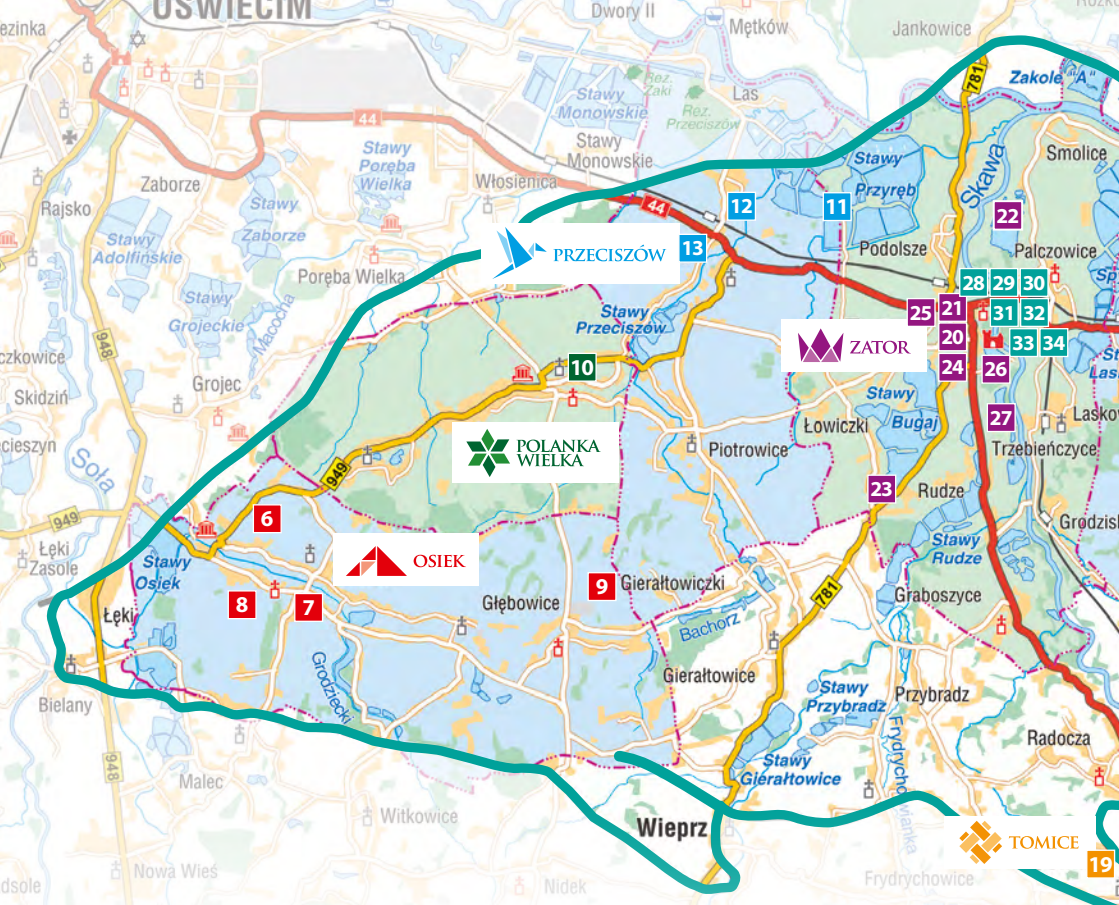 OŚWIĘCIM
Dwory II
Mętków
Jankowice
ezinka
781
Zakole "A"
Rez.
Żaki
Las
Stawy
Monowskie
Rez.
Przeciszów
44
Stawy
Monowskie
Stawy
Poręba
Wielka
Smolice
Stawy
Przyręb
Skawa
Zaborze
Włosienica
Rajsko
44
12
11
22
Stawy
Zaborze
Stawy
Adolfińskie
13
PRZECISZÓW
Podolsze
Palczowice
Poręba Wielka
28
29
30
Stawy
Grojeckie
Macocha
Stawy
Przeciszów
25
21
31
32
948
ZATOR
20
33
34
czkowice
10
24
26
Grojec
Skidziń
Stawy
Bugaj
27
Łowiczki
cieszyn
POLANKA
WIELKA
Piotrowice
Trzebieńczyce
Soła
949
23
Rudze
949
6
Stawy
Rudze
Łęki
Zasole
Stawy
Osiek
OSIEK
9
Gierałtowiczki
781
Graboszyce
8
7
Głębowice
Łęki
Bachorz
Grodziecki
Gierałtowice
Stawy
Przybradz
Przybradz
Bielany
Radocza
948
Malec
Stawy
Gierałtowice
Witkowice
Wieprz
TOMICE
19
Nowa Wieś
Nidek
Frydrychowice